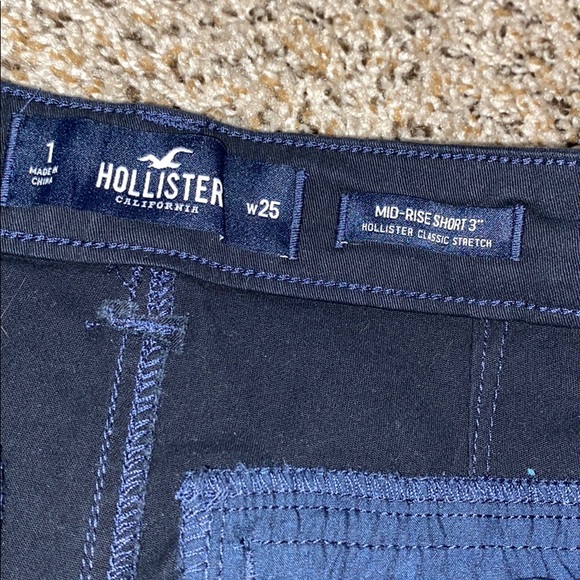 1
MADE IN
CHINA
HOLLISTER
CALIFORNIA
W25
MID-RISE SHORT 3"
HOLLISTER CLASSIC STRETCH